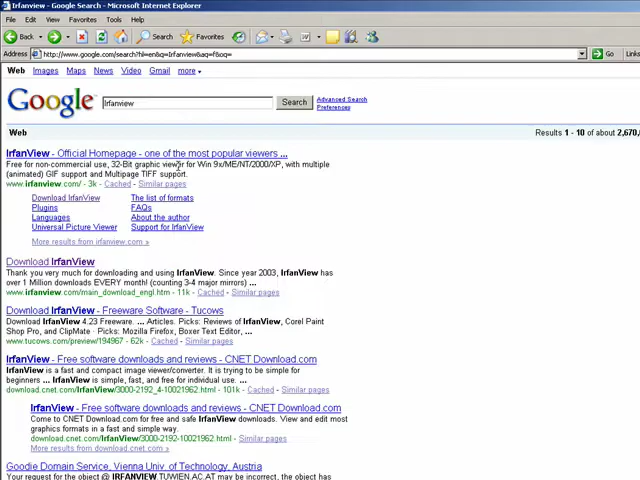 Irfanview - Google Search - Microsoft Internet Explorer
File Edit View Favorites Tools Help
Back Search Favorites
Address http://www.google.com/search?hl=en&q=Irfanview&aq=f&oq= Go Links
Web Images Maps News Video Gmail more
Google Irfanview Search Advanced Search
Preferences
Web Results 1 - 10 of about 2,670,
IrfanView - Official Homepage - one of the most popular viewers ...
Free for non-commercial use, 32-Bit graphic viewer for Win 9x/ME/NT/2000/XP, with multiple
(animated) GIF support and Multipage TIFF support.
www.irfanview.com/ - 3k - Cached - Similar pages
Download IrfanView The list of formats
Plugins FAQs
Languages About the author
Universal Picture Viewer Support for IrfanView
More results from irfanview.com »
Download IrfanView
Thank you very much for downloading and using IrfanView. Since year 2003, IrfanView has
over 1 Million downloads EVERY month! (counting 3-4 major mirrors) ...
www.irfanview.com/main_download_engl.htm - 11k - Cached - Similar pages
Download IrfanView - Freeware Software - Tucows
Download IrfanView 4.23 Freeware. ... Articles. Picks: Reviews of IrfanView, Corel Paint
Shop Pro, and ClipMate · Picks: Mozilla Firefox, Boxer Text Editor, ...
www.tucows.com/preview/194967 - 62k - Cached - Similar pages
IrfanView - Free software downloads and reviews - CNET Download.com
IrfanView is a fast and compact image viewer/converter. It is trying to be simple for
beginners ... IrfanView is simple, fast, and free for individual use. ...
download.cnet.com/IrfanView/3000-2192_4-10021962.html - 101k - Cached - Similar pages
IrfanView - Free software downloads and reviews - CNET Download.com
Come to CNET Download.com for free and safe IrfanView downloads. View and edit most
graphics formats in a fast and simple way.
download.cnet.com/IrfanView/3000-2192-10021962.html - Similar pages
More results from download.cnet.com »
Goodie Domain Service, Vienna Univ. of Technology, Austria
Your request for the object @ IRFANVIEW.TUWIEN.AC.AT may be incorrect, the object has